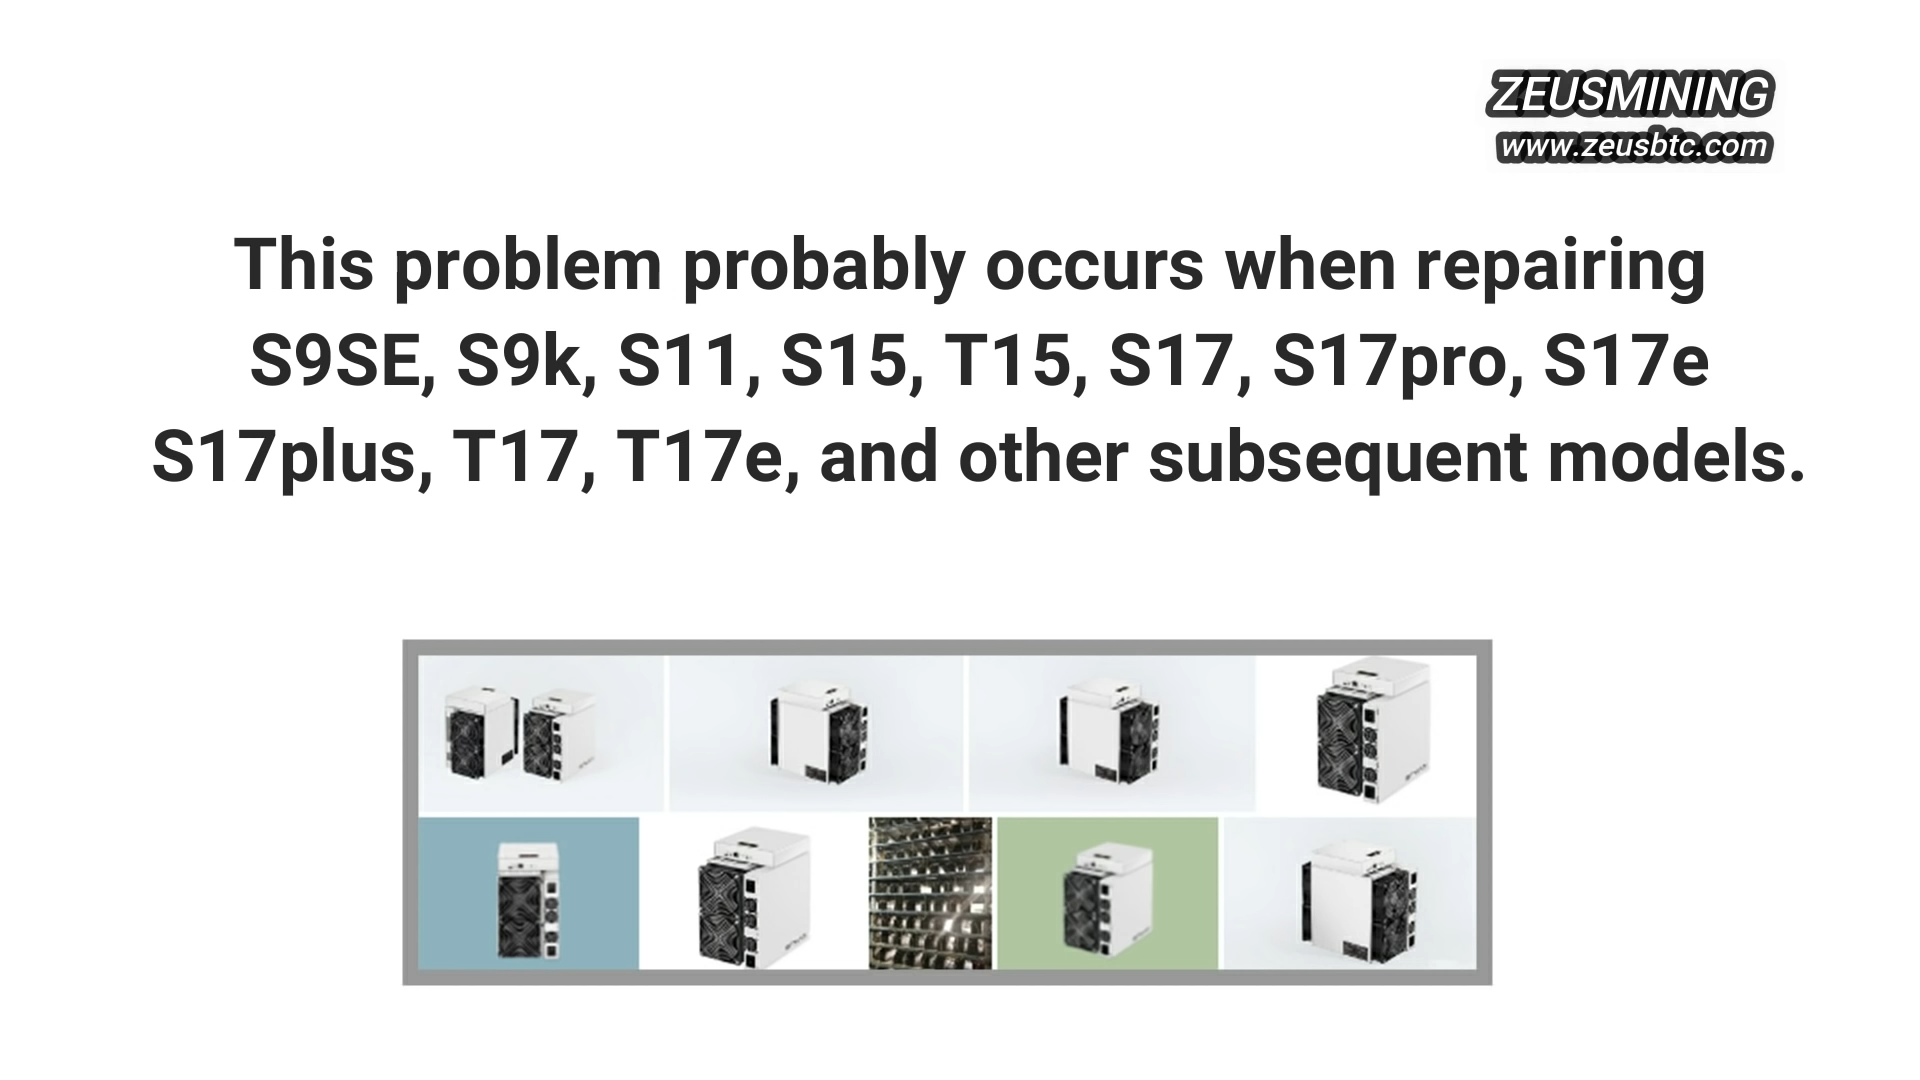 ZEUSMINING
www.zeusbtc.com
This problem probably occurs when repairing
S9SE, S9k, S11, S15, T15, S17, S17pro, S17e
S17plus, T17, T17e, and other subsequent models.